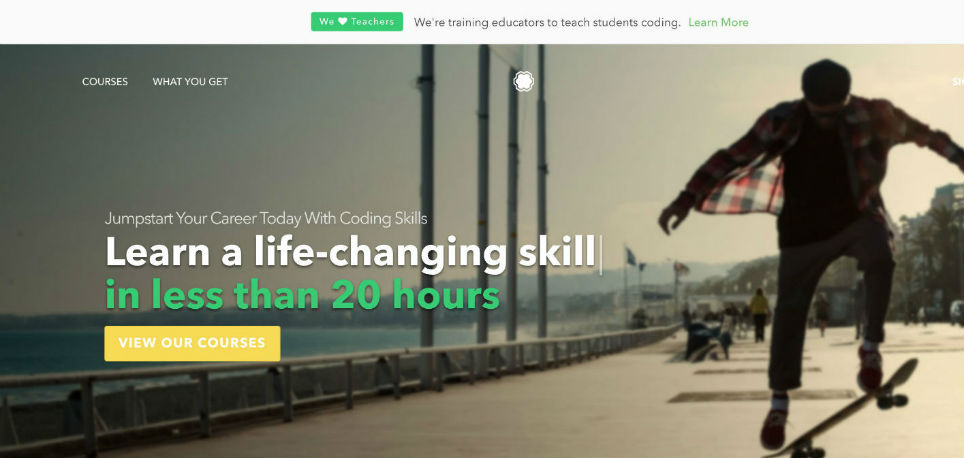 We ♥ Teachers We're training educators to teach students coding. Learn More
COURSES WHAT YOU GET
Jumpstart Your Career Today With Coding Skills
Learn a life-changing skill
in less than 20 hours
VIEW OUR COURSES